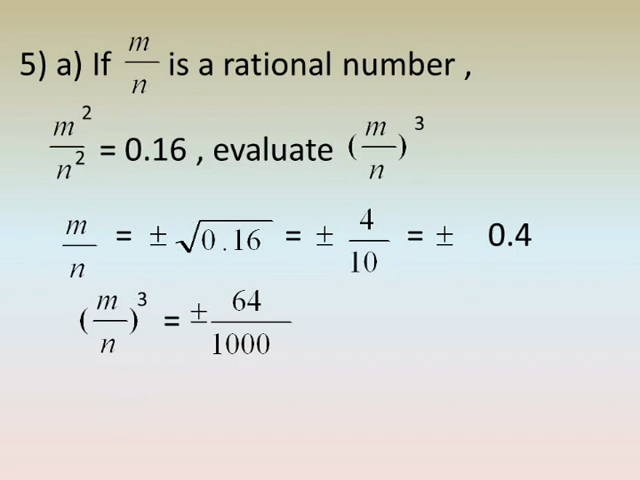 5) a) If m/n is a rational number ,
m²/n² = 0.16 , evaluate (m/n)³
m/n = ± √0.16 = ± 4/10 = ± 0.4
(m/n)³ = ± 64/1000